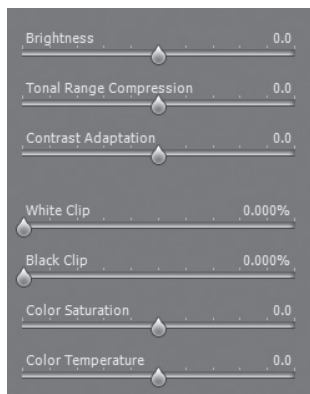 Brightness 0.0
Tonal Range Compression 0.0
Contrast Adaptation 0.0
White Clip 0.000%
Black Clip 0.000%
Color Saturation 0.0
Color Temperature 0.0